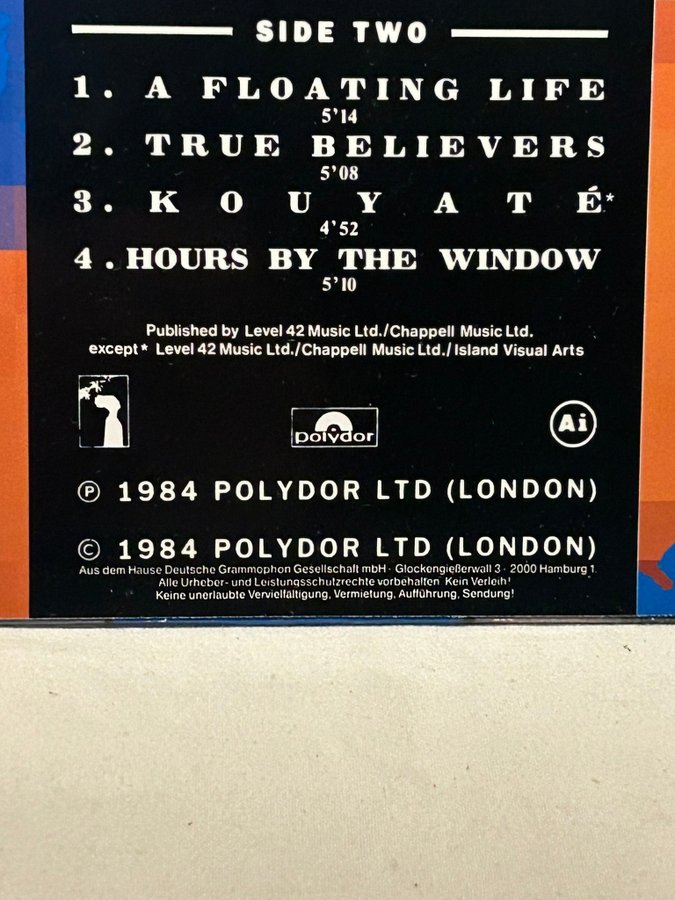 SIDE TWO
1. A FLOATING LIFE
5'14
2. TRUE BELIEVERS
5'08
3. KOUYATÉ*
4'52
4. HOURS BY THE WINDOW
5'10
Published by Level 42 Music Ltd./Chappell Music Ltd.
except* Level 42 Music Ltd./Chappell Music Ltd./Island Visual Arts
polydor
Ai
Ⓟ 1984 POLYDOR LTD (LONDON)
© 1984 POLYDOR LTD (LONDON)
Aus dem Hause Deutsche Grammophon Gesellschaft mbH · Glockengießerwall 3 · 2000 Hamburg 1.
Alle Urheber- und Leistungsschutzrechte vorbehalten. Kein Verleih!
Keine unerlaubte Vervielfältigung, Vermietung, Aufführung, Sendung!